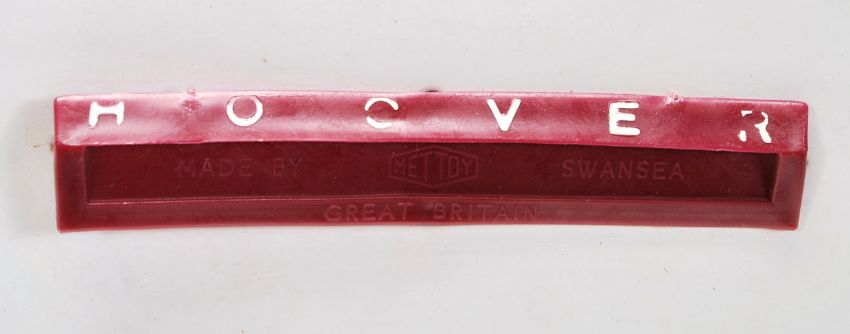 HOOVER
MADE BY METTOY SWANSEA
GREAT BRITAIN